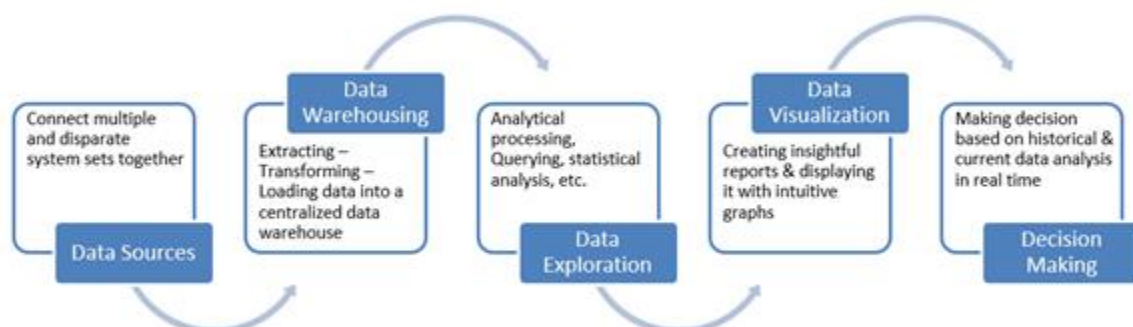 Connect multiple
and disparate
system sets together
Data Sources
Data
Warehousing
Extracting –
Transforming –
Loading data into a
centralized data
warehouse
Analytical
processing,
Querying, statistical
analysis, etc.
Data
Exploration
Data
Visualization
Creating insightful
reports & displaying
it with intuitive
graphs
Making decision
based on historical &
current data analysis
in real time
Decision
Making